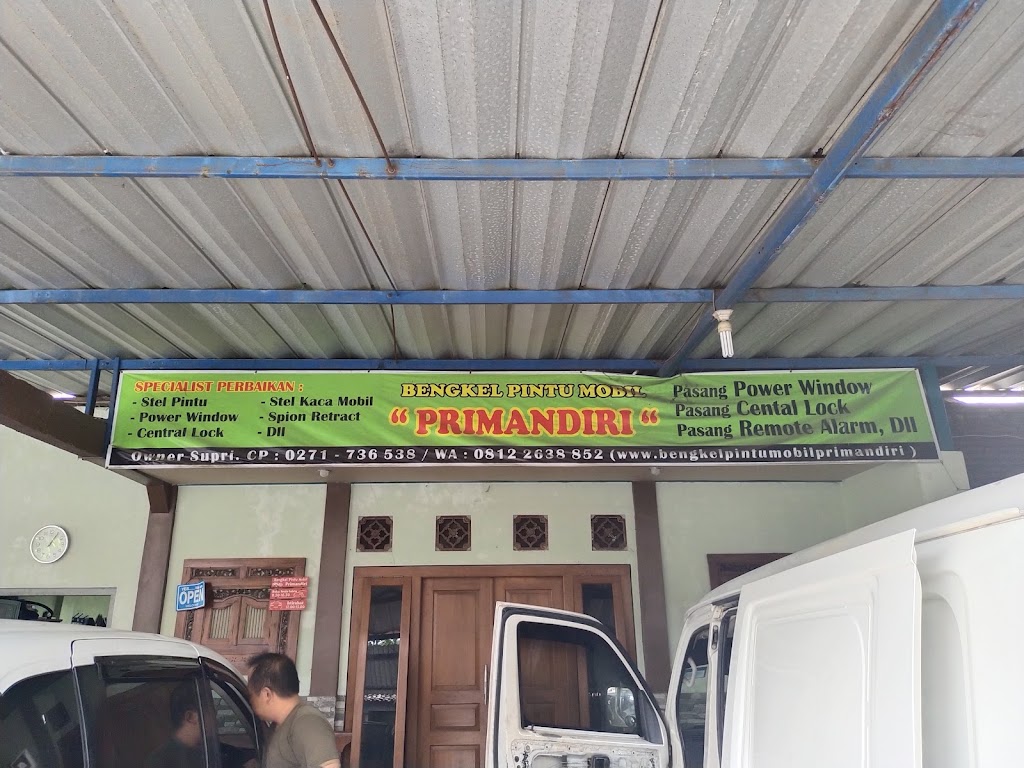 SPECIALIST PERBAIKAN :
- Stel Pintu
- Power Window
- Central Lock
- Stel Kaca Mobil
- Spion Retract
- Dll
BENGKEL PINTU MOBIL
“ PRIMANDIRI “
Pasang Power Window
Pasang Cental Lock
Pasang Remote Alarm, Dll
Owner Supri. CP : 0271 - 736 538 / WA : 0812 2638 852 (www.bengkelpintumobilprimandiri )
OPEN